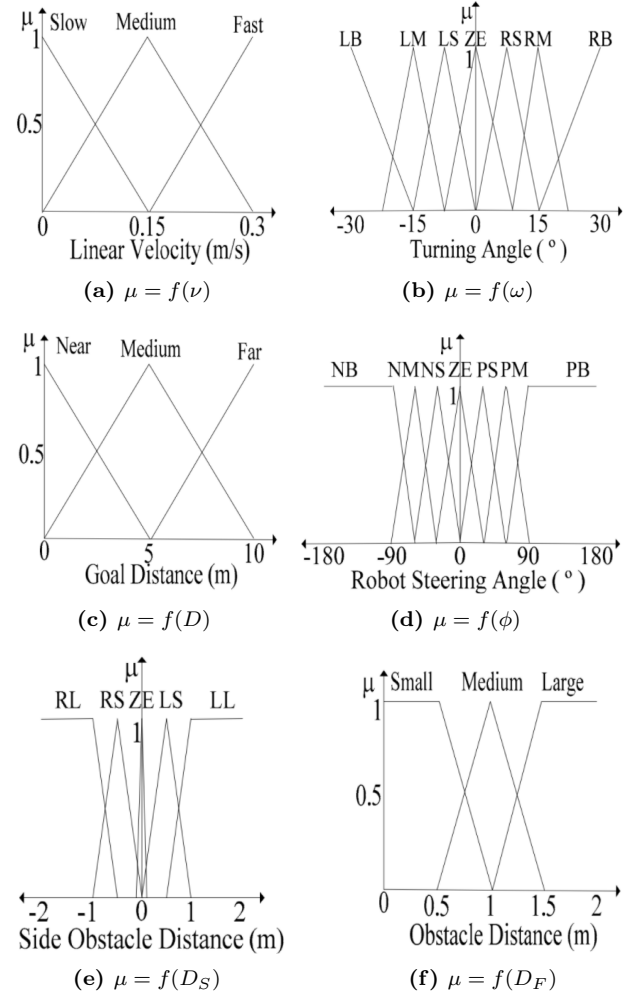 μ Slow Medium Fast
1
0.5
0 0.15 0.3
Linear Velocity (m/s)
(a) μ = f(ν)
μ
LB LM LS ZE RS RM RB
1
-30 -15 0 15 30
Turning Angle ( º )
(b) μ = f(ω)
μ Near Medium Far
1
0.5
0 5 10
Goal Distance (m)
(c) μ = f(D)
μ
NB NM NS ZE PS PM PB
1
-180 -90 0 90 180
Robot Steering Angle ( º )
(d) μ = f(ϕ)
μ
RL RS ZE LS LL
1
-2 -1 0 1 2
Side Obstacle Distance (m)
(e) μ = f(D_S)
μ Small Medium Large
1
0.5
0 0.5 1 1.5 2
Obstacle Distance (m)
(f) μ = f(D_F)